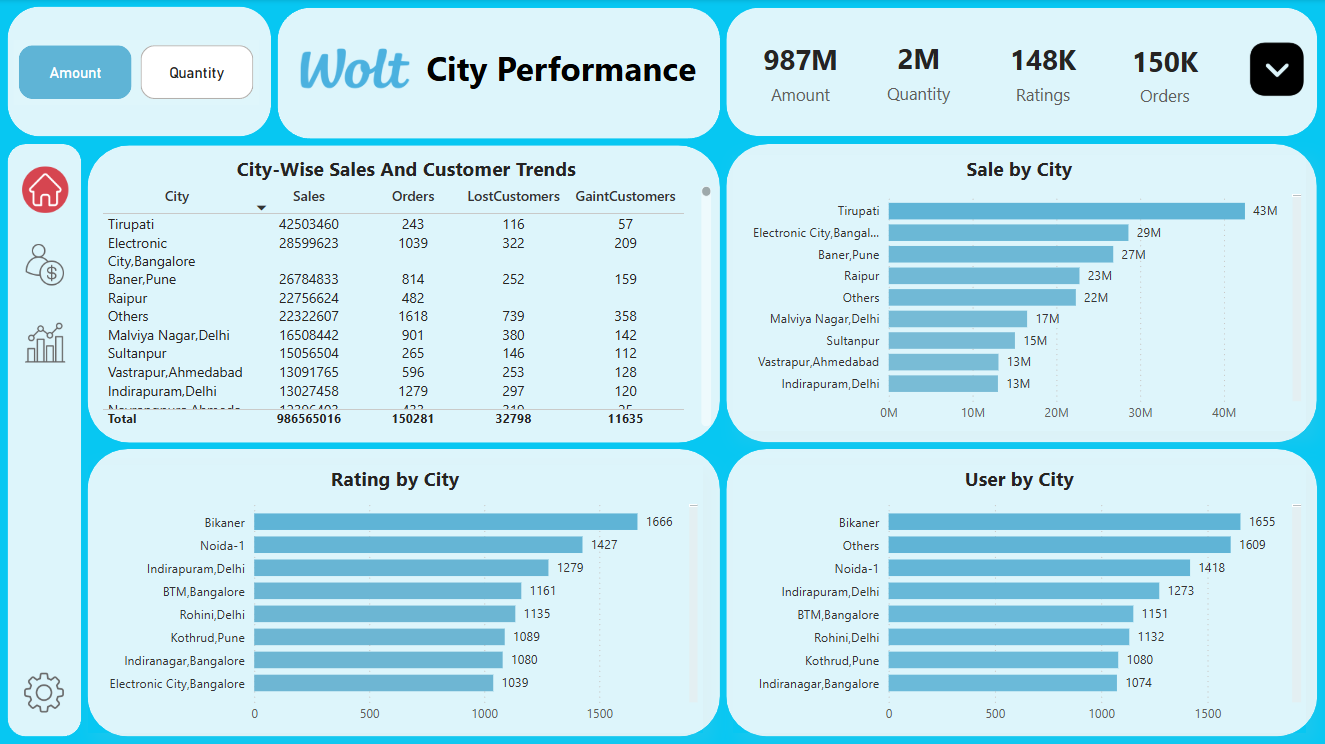 Amount
Quantity
Wolt City Performance
987M
Amount
2M
Quantity
148K
Ratings
150K
Orders
City-Wise Sales And Customer Trends
City Sales Orders LostCustomers GaintCustomers
Tirupati 42503460 243 116 57
Electronic City,Bangalore 28599623 1039 322 209
Baner,Pune 26784833 814 252 159
Raipur 22756624 482
Others 22322607 1618 739 358
Malviya Nagar,Delhi 16508442 901 380 142
Sultanpur 15056504 265 146 112
Vastrapur,Ahmedabad 13091765 596 253 128
Indirapuram,Delhi 13027458 1279 297 120
Total 986565016 150281 32798 11635
Sale by City
Tirupati 43M
Electronic City,Bangal... 29M
Baner,Pune 27M
Raipur 23M
Others 22M
Malviya Nagar,Delhi 17M
Sultanpur 15M
Vastrapur,Ahmedabad 13M
Indirapuram,Delhi 13M
0M 10M 20M 30M 40M
Rating by City
Bikaner 1666
Noida-1 1427
Indirapuram,Delhi 1279
BTM,Bangalore 1161
Rohini,Delhi 1135
Kothrud,Pune 1089
Indiranagar,Bangalore 1080
Electronic City,Bangalore 1039
0 500 1000 1500
User by City
Bikaner 1655
Others 1609
Noida-1 1418
Indirapuram,Delhi 1273
BTM,Bangalore 1151
Rohini,Delhi 1132
Kothrud,Pune 1080
Indiranagar,Bangalore 1074
0 500 1000 1500